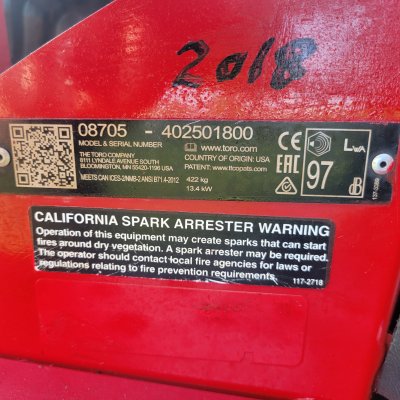 2018
08705 - 402501800
MODEL & SERIAL NUMBER
www.toro.com
THE TORO COMPANY
8111 LYNDALE AVENUE SOUTH
BLOOMINGTON, MN 55420-1196 USA
COUNTRY OF ORIGIN: USA
PATENT: www.ttcopats.com
MEETS CAN ICES-2/NMB-2 ANSI B71.4-2012
422 kg
13.4 kW
CE
EAC
LWA
97
dB
CALIFORNIA SPARK ARRESTER WARNING
Operation of this equipment may create sparks that can start
fires around dry vegetation. A spark arrester may be required.
The operator should contact local fire agencies for laws or
regulations relating to fire prevention requirements.
117-2718